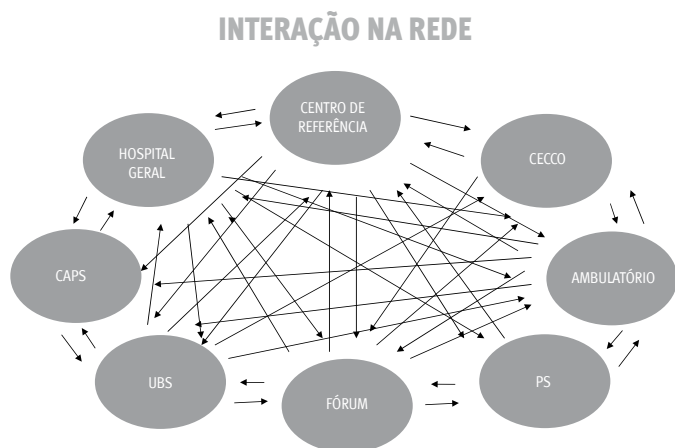 INTERAÇÃO NA REDE
CENTRO DE
REFERÊNCIA
HOSPITAL
GERAL
CECCO
CAPS
AMBULATÓRIO
UBS
FÓRUM
PS